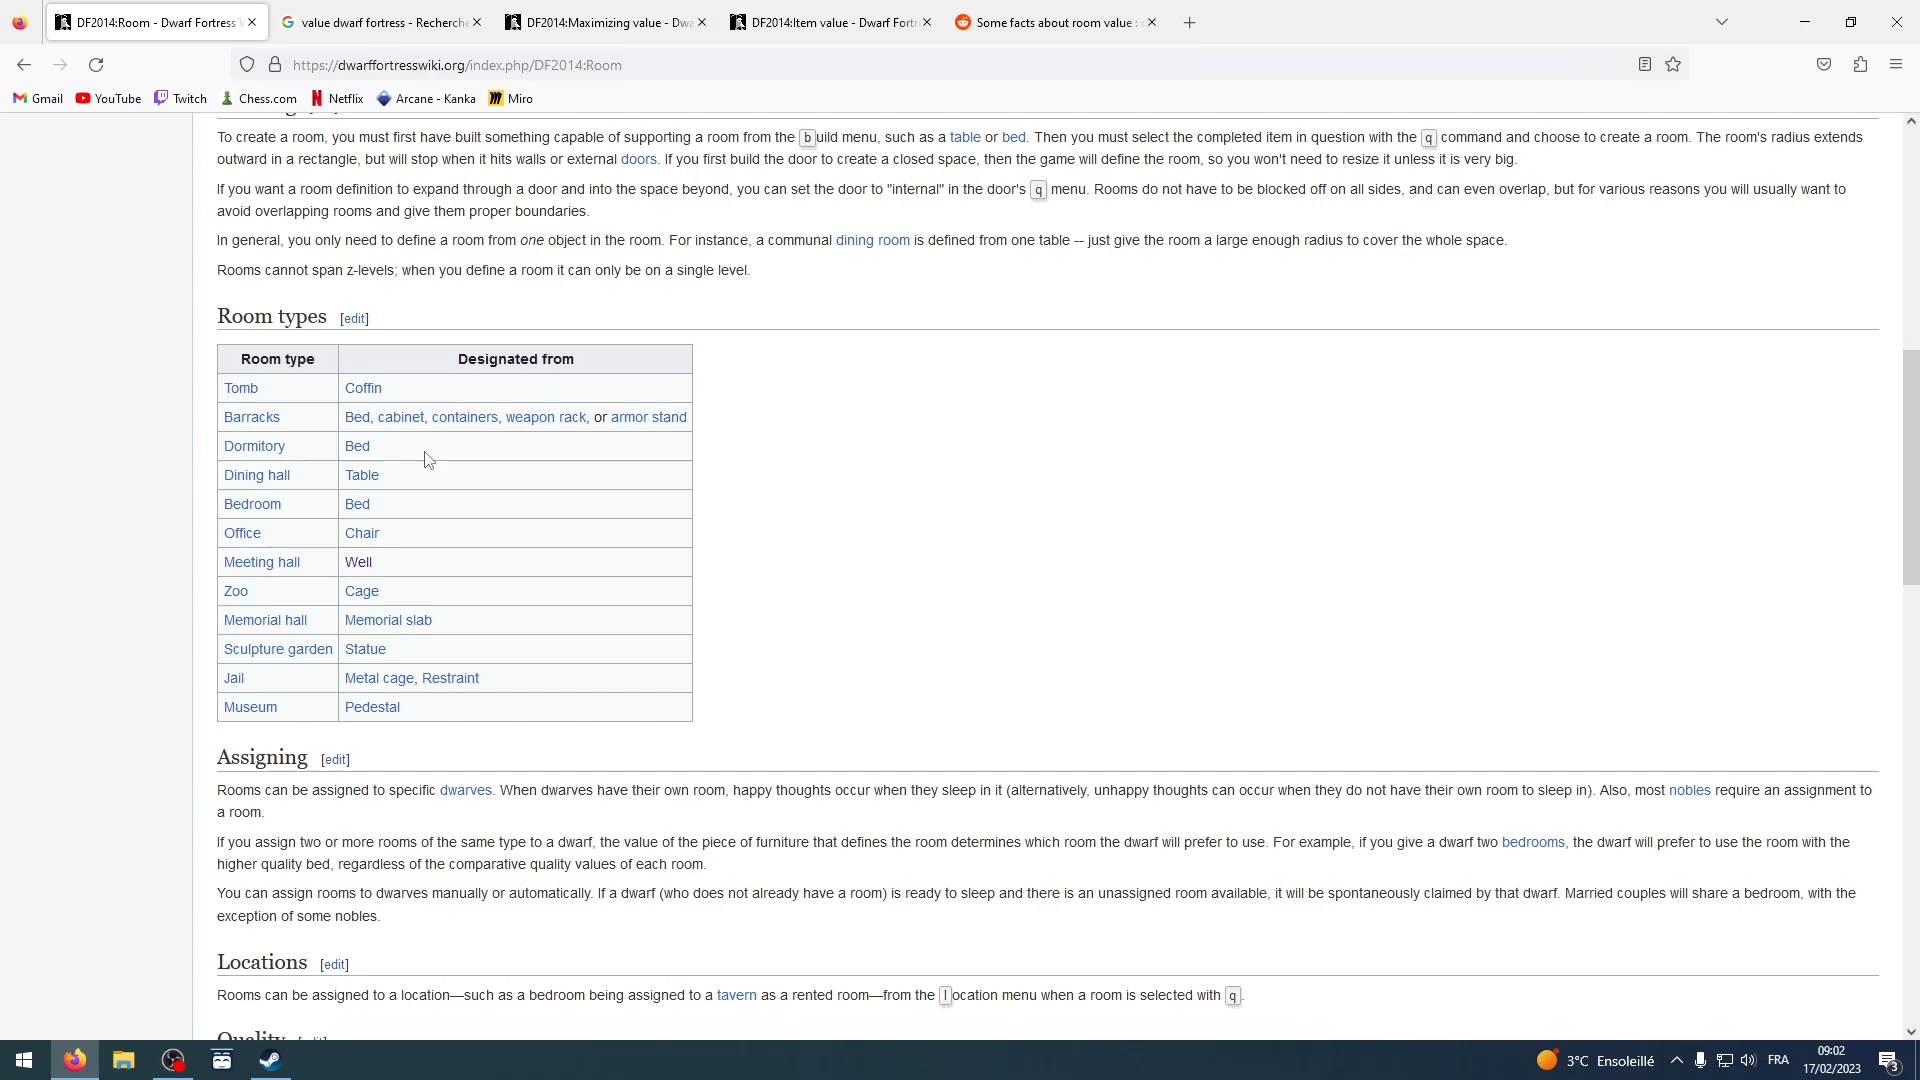 DF2014:Room - Dwarf Fortress W
value dwarf fortress - Recherche
DF2014:Maximizing value - Dwa
DF2014:Item value - Dwarf Fortr
Some facts about room value :
https://dwarffortresswiki.org/index.php/DF2014:Room
Gmail YouTube Twitch Chess.com Netflix Arcane - Kanka Miro
To create a room, you must first have built something capable of supporting a room from the build menu, such as a table or bed. Then you must select the completed item in question with the q command and choose to create a room. The room's radius extends
outward in a rectangle, but will stop when it hits walls or external doors. If you first build the door to create a closed space, then the game will define the room, so you won't need to resize it unless it is very big.
If you want a room definition to expand through a door and into the space beyond, you can set the door to "internal" in the door's q menu. Rooms do not have to be blocked off on all sides, and can even overlap, but for various reasons you will usually want to
avoid overlapping rooms and give them proper boundaries.
In general, you only need to define a room from one object in the room. For instance, a communal dining room is defined from one table -- just give the room a large enough radius to cover the whole space.
Rooms cannot span z-levels; when you define a room it can only be on a single level.
Room types [edit]
Room type Designated from
Tomb Coffin
Barracks Bed, cabinet, containers, weapon rack, or armor stand
Dormitory Bed
Dining hall Table
Bedroom Bed
Office Chair
Meeting hall Well
Zoo Cage
Memorial hall Memorial slab
Sculpture garden Statue
Jail Metal cage, Restraint
Museum Pedestal
Assigning [edit]
Rooms can be assigned to specific dwarves. When dwarves have their own room, happy thoughts occur when they sleep in it (alternatively, unhappy thoughts can occur when they do not have their own room to sleep in). Also, most nobles require an assignment to
a room.
If you assign two or more rooms of the same type to a dwarf, the value of the piece of furniture that defines the room determines which room the dwarf will prefer to use. For example, if you give a dwarf two bedrooms, the dwarf will prefer to use the room with the
higher quality bed, regardless of the comparative quality values of each room.
You can assign rooms to dwarves manually or automatically. If a dwarf (who does not already have a room) is ready to sleep and there is an unassigned room available, it will be spontaneously claimed by that dwarf. Married couples will share a bedroom, with the
exception of some nobles.
Locations [edit]
Rooms can be assigned to a location—such as a bedroom being assigned to a tavern as a rented room—from the location menu when a room is selected with q.
Quality [edit]
3°C Ensoleillé
FRA
09:02
17/02/2023
3